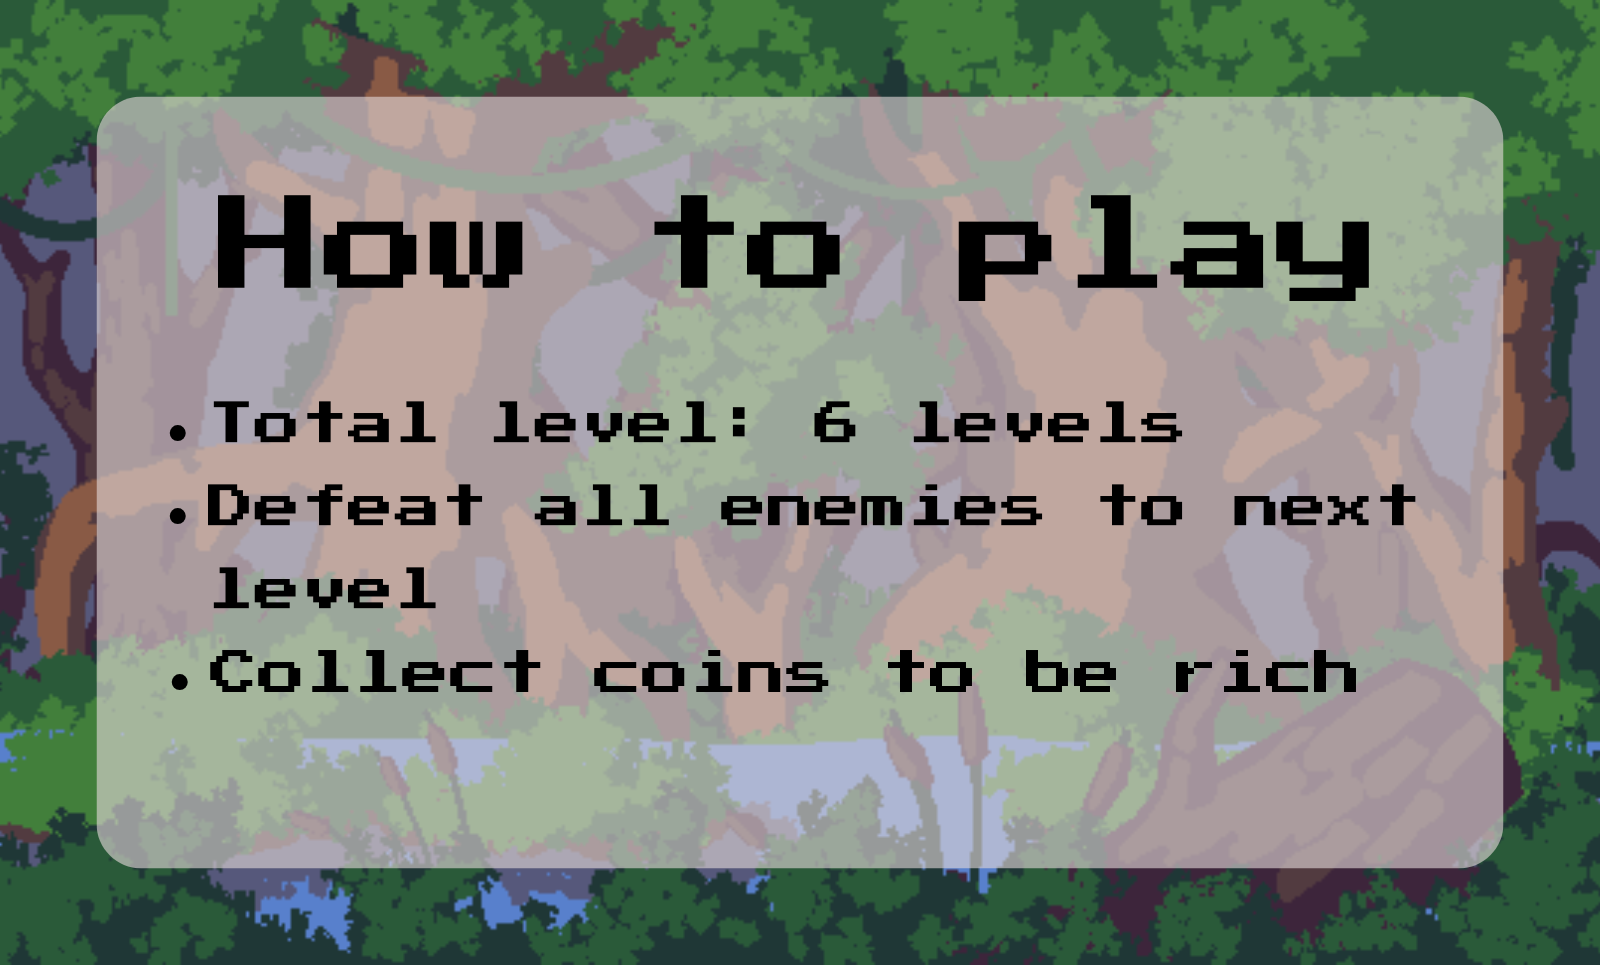 How to play
• Total level: 6 levels
• Defeat all enemies to next
level
• Collect coins to be rich